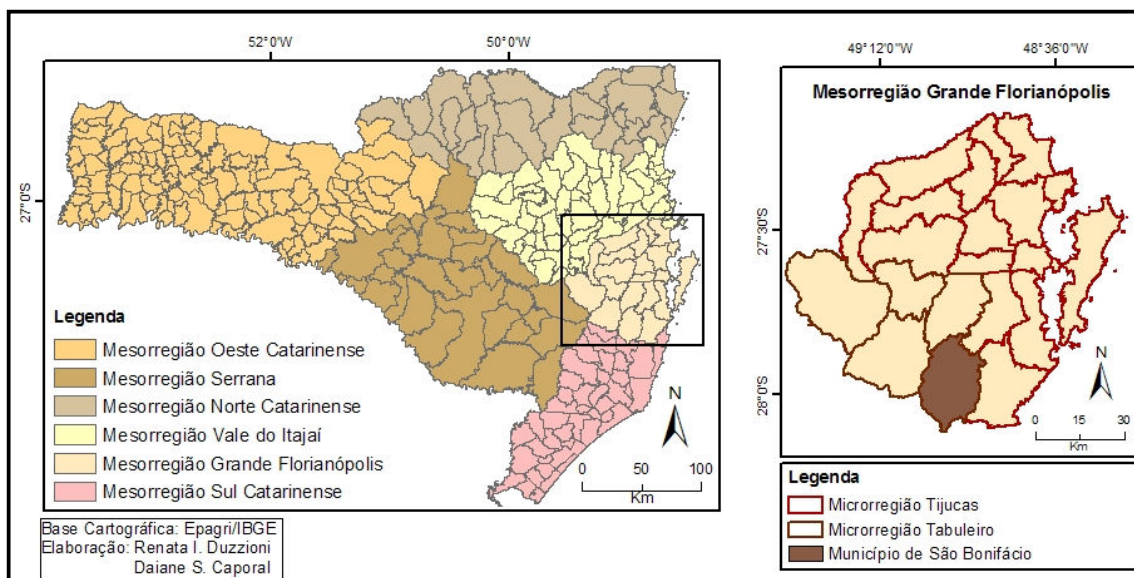 52°0'W
50°0'W
27°0'S
Legenda
Mesorregião Oeste Catarinense
Mesorregião Serrana
Mesorregião Norte Catarinense
Mesorregião Vale do Itajaí
Mesorregião Grande Florianópolis
Mesorregião Sul Catarinense
N
0 50 100
Km
Base Cartográfica: Epagri/IBGE
Elaboração: Renata I. Duzzioni
Daiane S. Caporal
49°12'0"W
48°36'0"W
Mesorregião Grande Florianópolis
27°30'S
28°0'S
N
0 15 30
Km
Legenda
Microrregião Tijucas
Microrregião Tabuleiro
Município de São Bonifácio